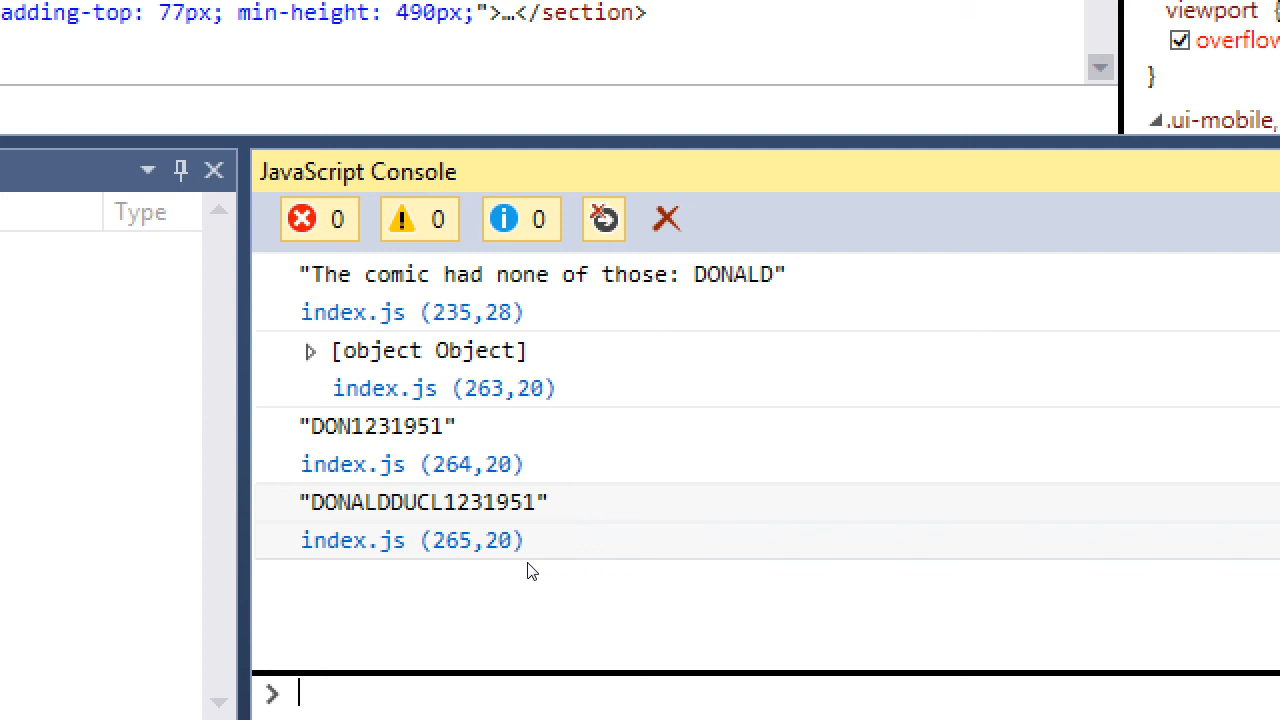 adding-top: 77px; min-height: 490px;">…</section>
viewport {
overflow
}
.ui-mobile,
Type
JavaScript Console
0 0 0
"The comic had none of those: DONALD"
index.js (235,28)
[object Object]
index.js (263,20)
"DON1231951"
index.js (264,20)
"DONALDDUCL1231951"
index.js (265,20)